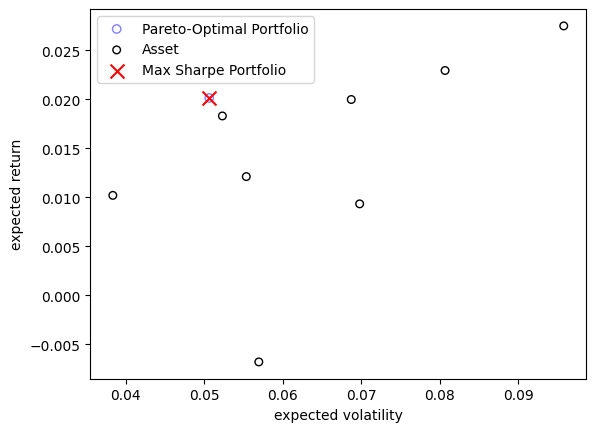 Pareto-Optimal Portfolio
Asset
Max Sharpe Portfolio
expected return
0.025
0.020
0.015
0.010
0.005
0.000
−0.005
0.04 0.05 0.06 0.07 0.08 0.09
expected volatility